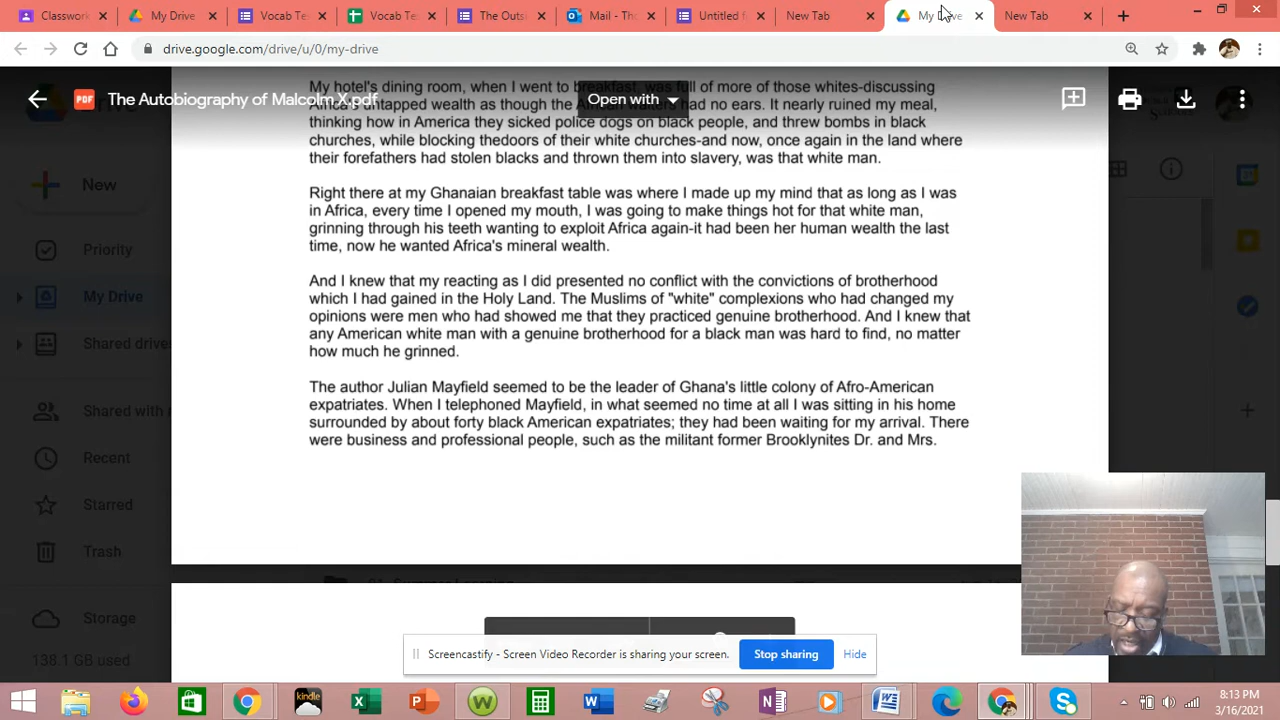 Classwork
My Drive
Vocab Te
Vocab Te
The Outs
Mail - Tho
Untitled f
New Tab
My Drive
New Tab
drive.google.com/drive/u/0/my-drive
My hotel's dining room, when I went to breakfast, was full of more of those whites-discussing
PDF The Autobiography of Malcolm X.pdf
Open with
Africa's untapped wealth as though the African waiters had no ears. It nearly ruined my meal,
thinking how in America they sicked police dogs on black people, and threw bombs in black
churches, while blocking thedoors of their white churches-and now, once again in the land where
their forefathers had stolen blacks and thrown them into slavery, was that white man.
Right there at my Ghanaian breakfast table was where I made up my mind that as long as I was
in Africa, every time I opened my mouth, I was going to make things hot for that white man,
grinning through his teeth wanting to exploit Africa again-it had been her human wealth the last
time, now he wanted Africa's mineral wealth.
And I knew that my reacting as I did presented no conflict with the convictions of brotherhood
which I had gained in the Holy Land. The Muslims of "white" complexions who had changed my
opinions were men who had showed me that they practiced genuine brotherhood. And I knew that
any American white man with a genuine brotherhood for a black man was hard to find, no matter
how much he grinned.
The author Julian Mayfield seemed to be the leader of Ghana's little colony of Afro-American
expatriates. When I telephoned Mayfield, in what seemed no time at all I was sitting in his home
surrounded by about forty black American expatriates; they had been waiting for my arrival. There
were business and professional people, such as the militant former Brooklynites Dr. and Mrs.
New
Priority
My Drive
Shared drive
Shared with
Recent
Starred
Trash
Storage
138.1 GB used
Screencastify - Screen Video Recorder is sharing your screen.
Stop sharing
Hide
kindle
8:13 PM
3/16/2021